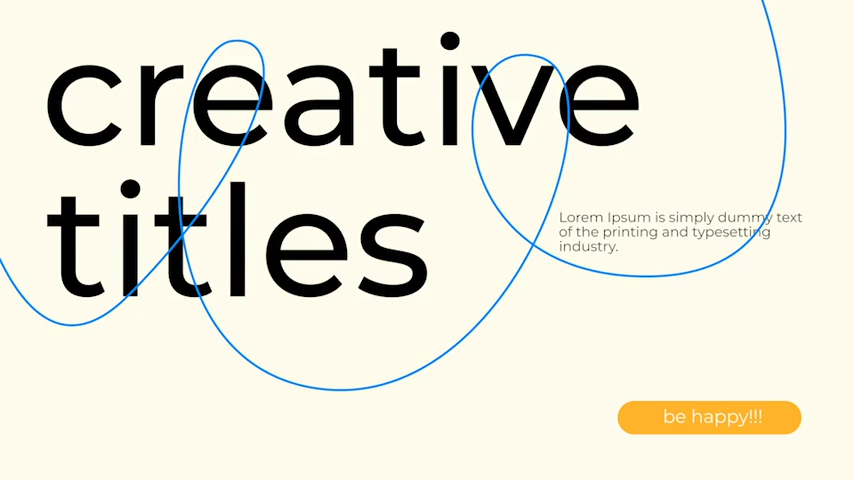 creative
titles
Lorem Ipsum is simply dummy text
of the printing and typesetting
industry.
be happy!!!